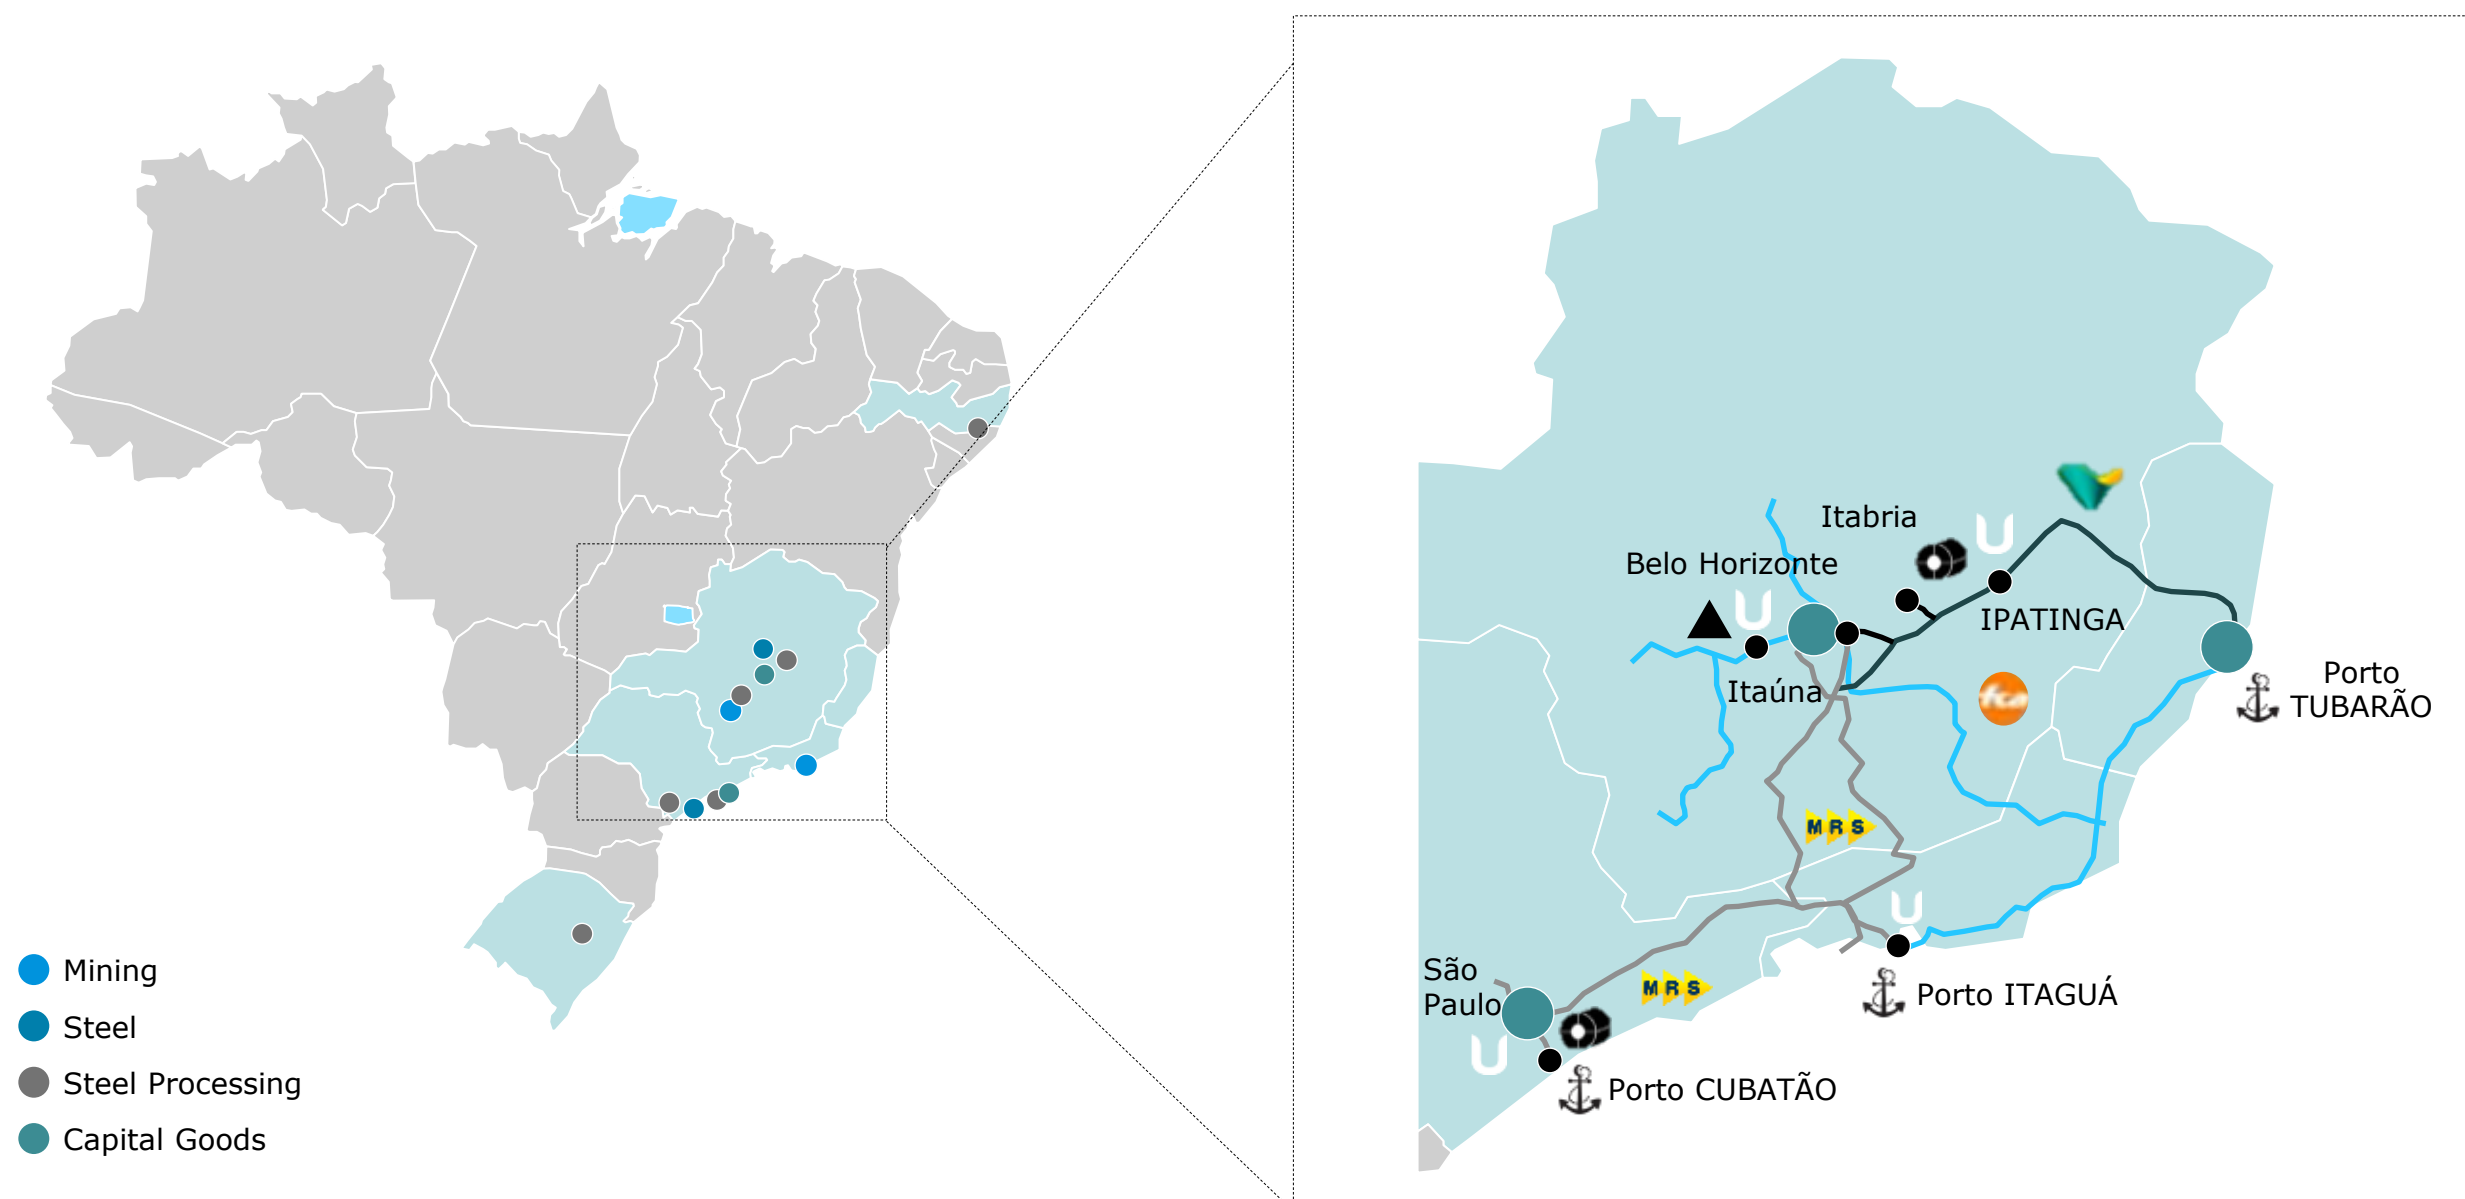 Mining
Steel
Steel Processing
Capital Goods
Itabria
Belo Horizonte
IPATINGA
Itaúna
Porto
TUBARÃO
fca
MRS
MRS
São
Paulo
Porto ITAGUÁ
Porto CUBATÃO